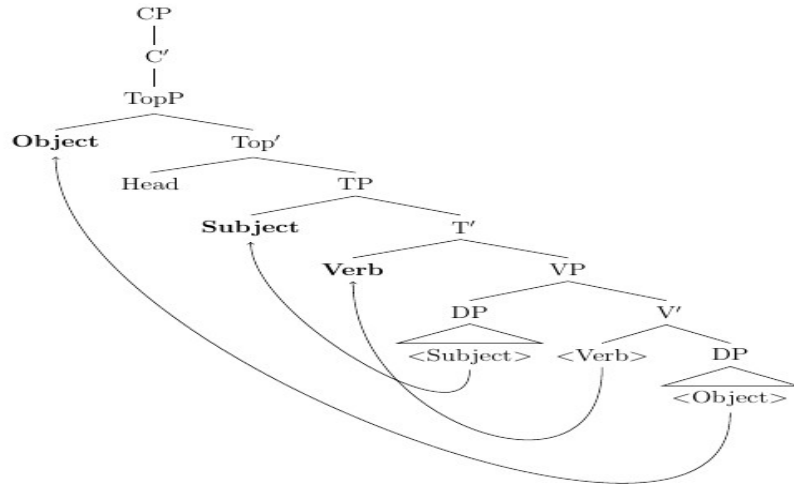 CP
C′
TopP
Object Top′
Head TP
Subject T′
Verb VP
DP V′
<Subject> <Verb> DP
<Object>